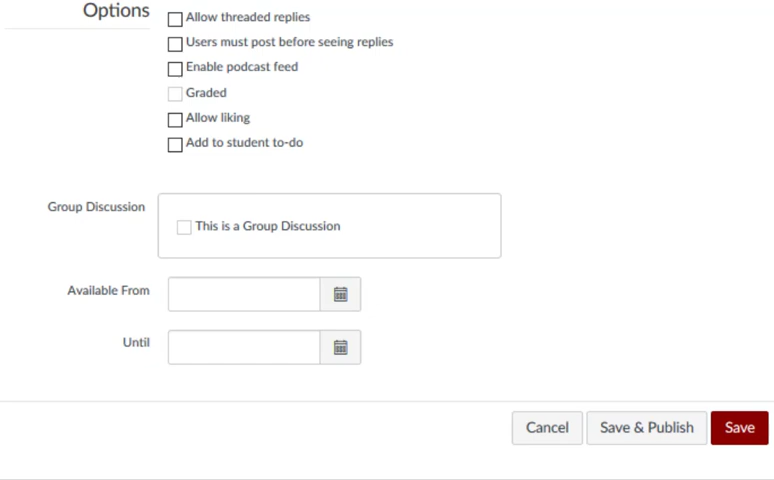 Options
Allow threaded replies
Users must post before seeing replies
Enable podcast feed
Graded
Allow liking
Add to student to-do
Group Discussion
This is a Group Discussion
Available From
Until
Cancel
Save & Publish
Save